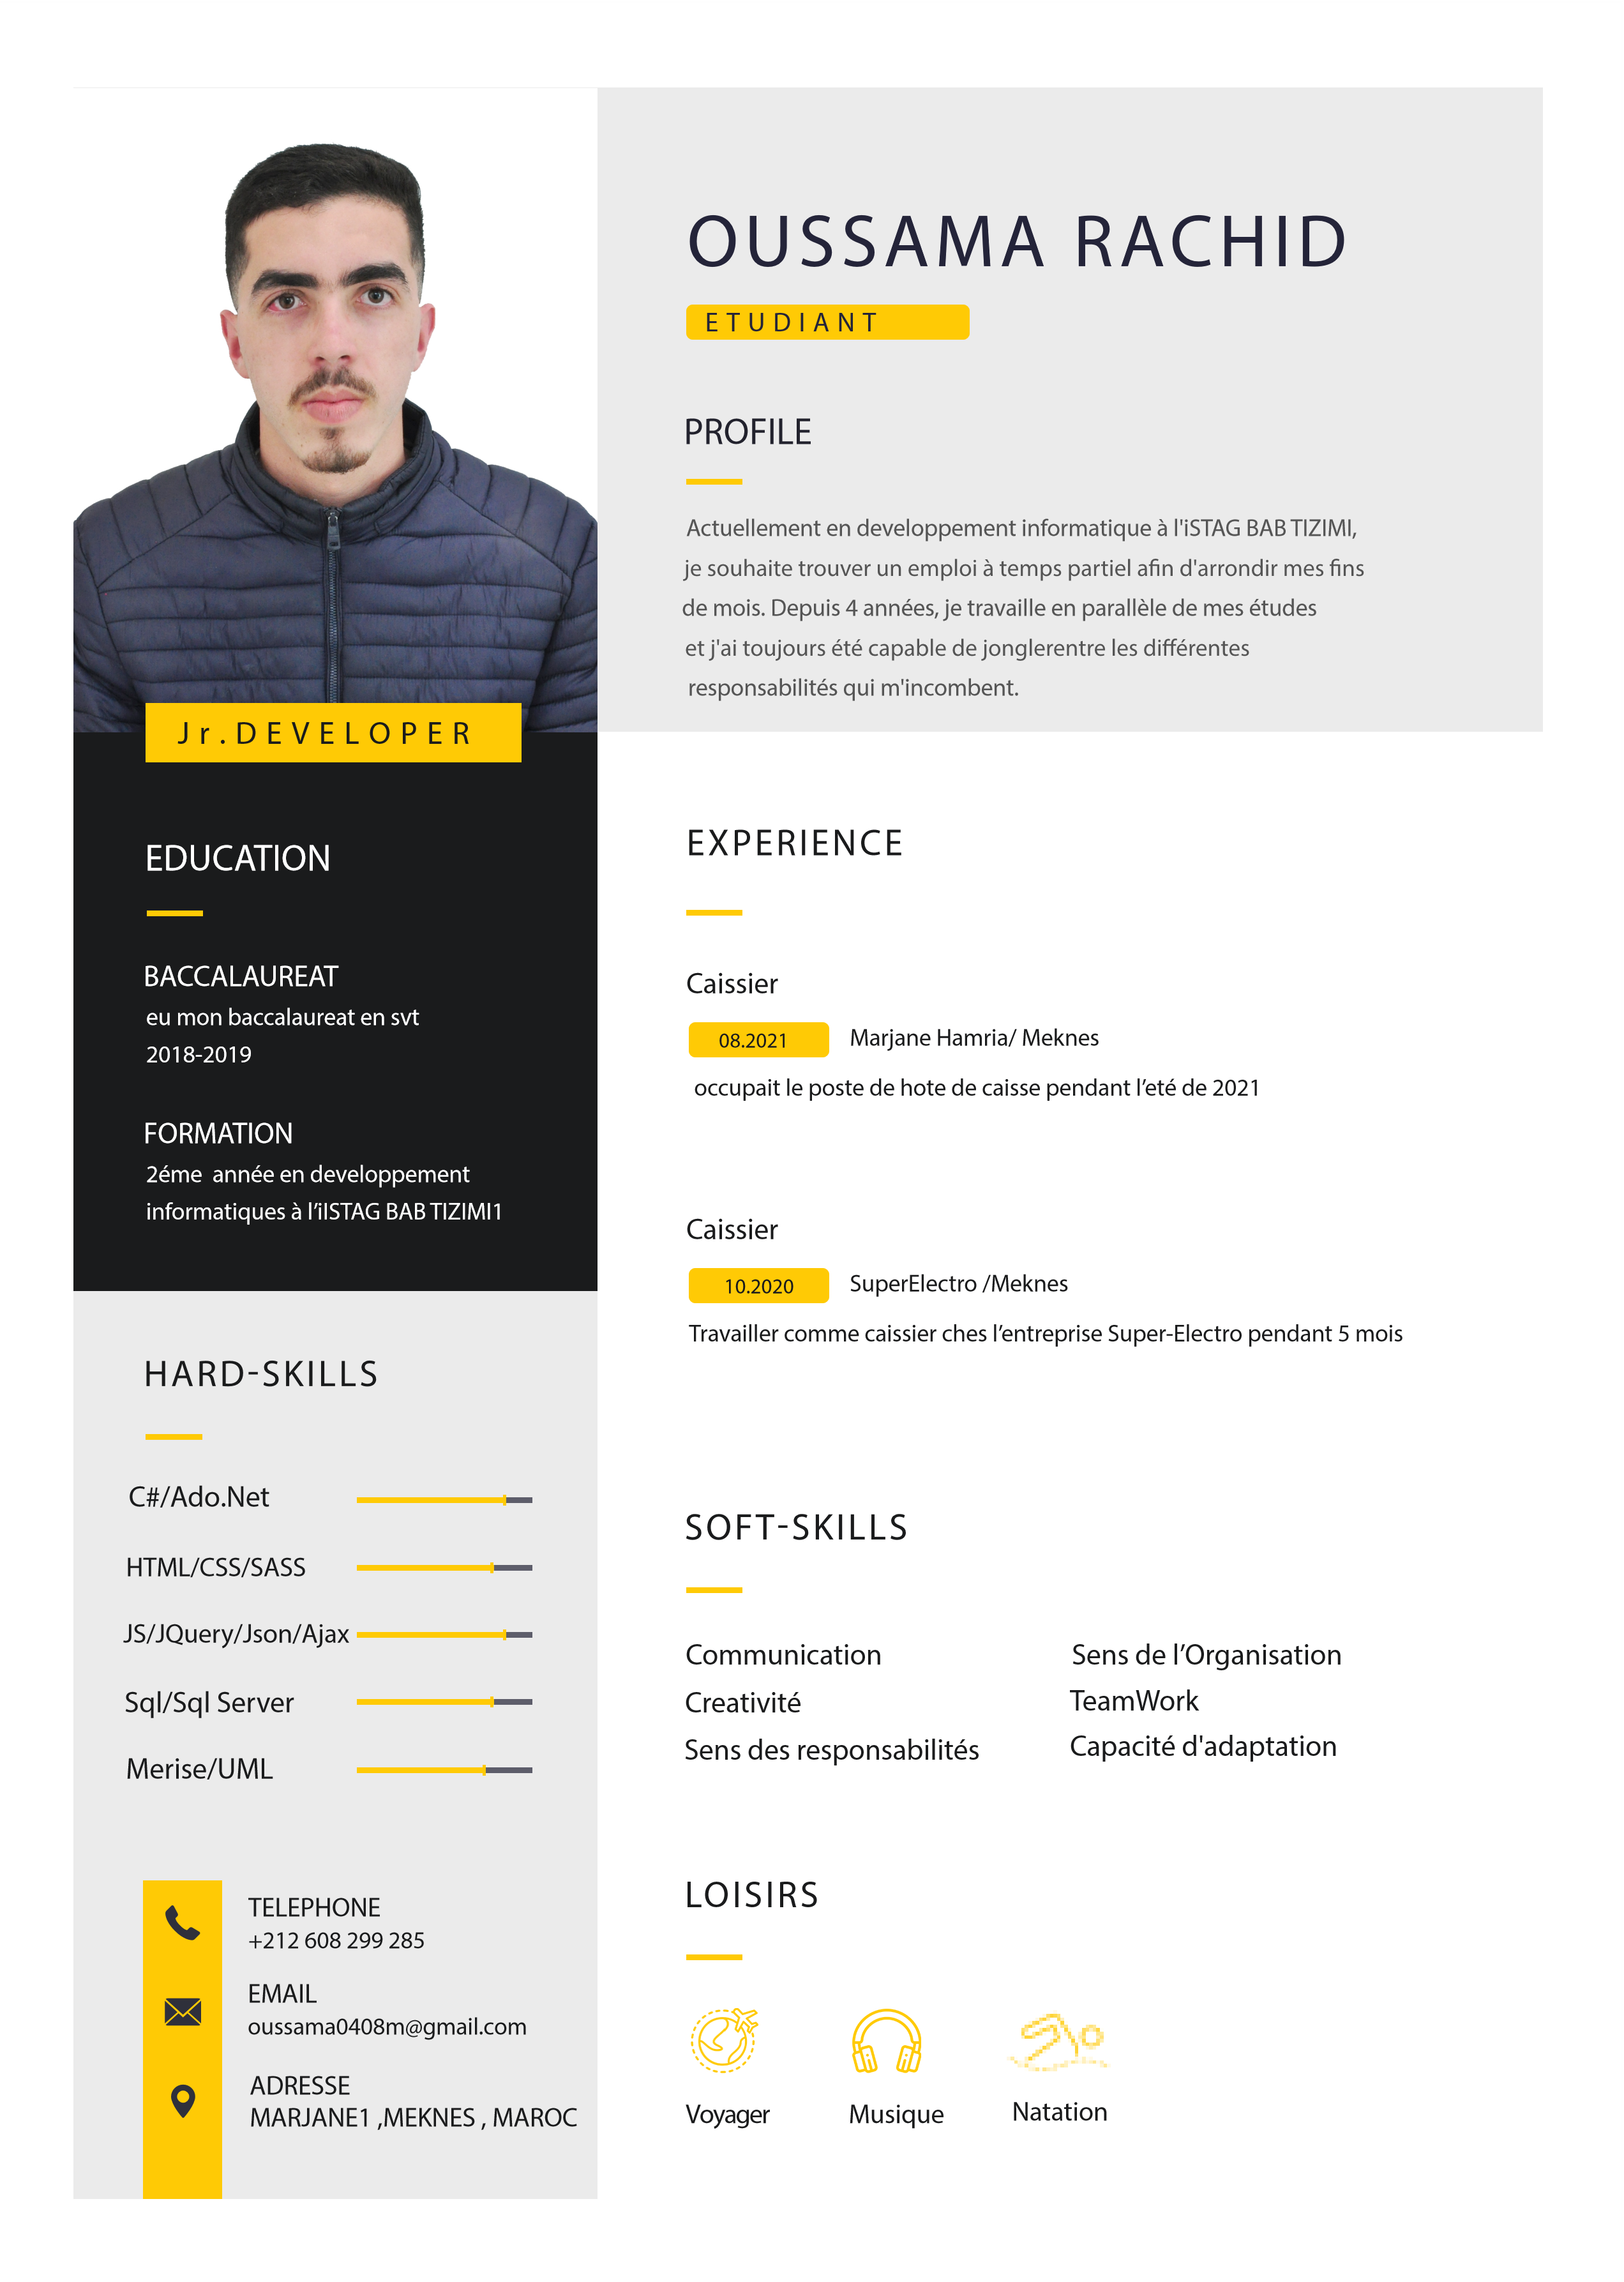 OUSSAMA RACHID
ETUDIANT
PROFILE
Actuellement en developpement informatique à l'iSTAG BAB TIZIMI,
je souhaite trouver un emploi à temps partiel afin d'arrondir mes fins
de mois. Depuis 4 années, je travaille en parallèle de mes études
et j'ai toujours été capable de jonglerentre les différentes
responsabilités qui m'incombent.
Jr.DEVELOPER
EDUCATION
BACCALAUREAT
eu mon baccalaureat en svt
2018-2019
FORMATION
2éme année en developpement
informatiques à l’iISTAG BAB TIZIMI1
HARD-SKILLS
C#/Ado.Net
HTML/CSS/SASS
JS/JQuery/Json/Ajax
Sql/Sql Server
Merise/UML
TELEPHONE
+212 608 299 285
EMAIL
oussama0408m@gmail.com
ADRESSE
MARJANE1 ,MEKNES , MAROC
EXPERIENCE
Caissier
08.2021 Marjane Hamria/ Meknes
occupait le poste de hote de caisse pendant l’eté de 2021
Caissier
10.2020 SuperElectro /Meknes
Travailler comme caissier ches l’entreprise Super-Electro pendant 5 mois
SOFT-SKILLS
Communication
Creativité
Sens des responsabilités
Sens de l’Organisation
TeamWork
Capacité d'adaptation
LOISIRS
Voyager
Musique
Natation